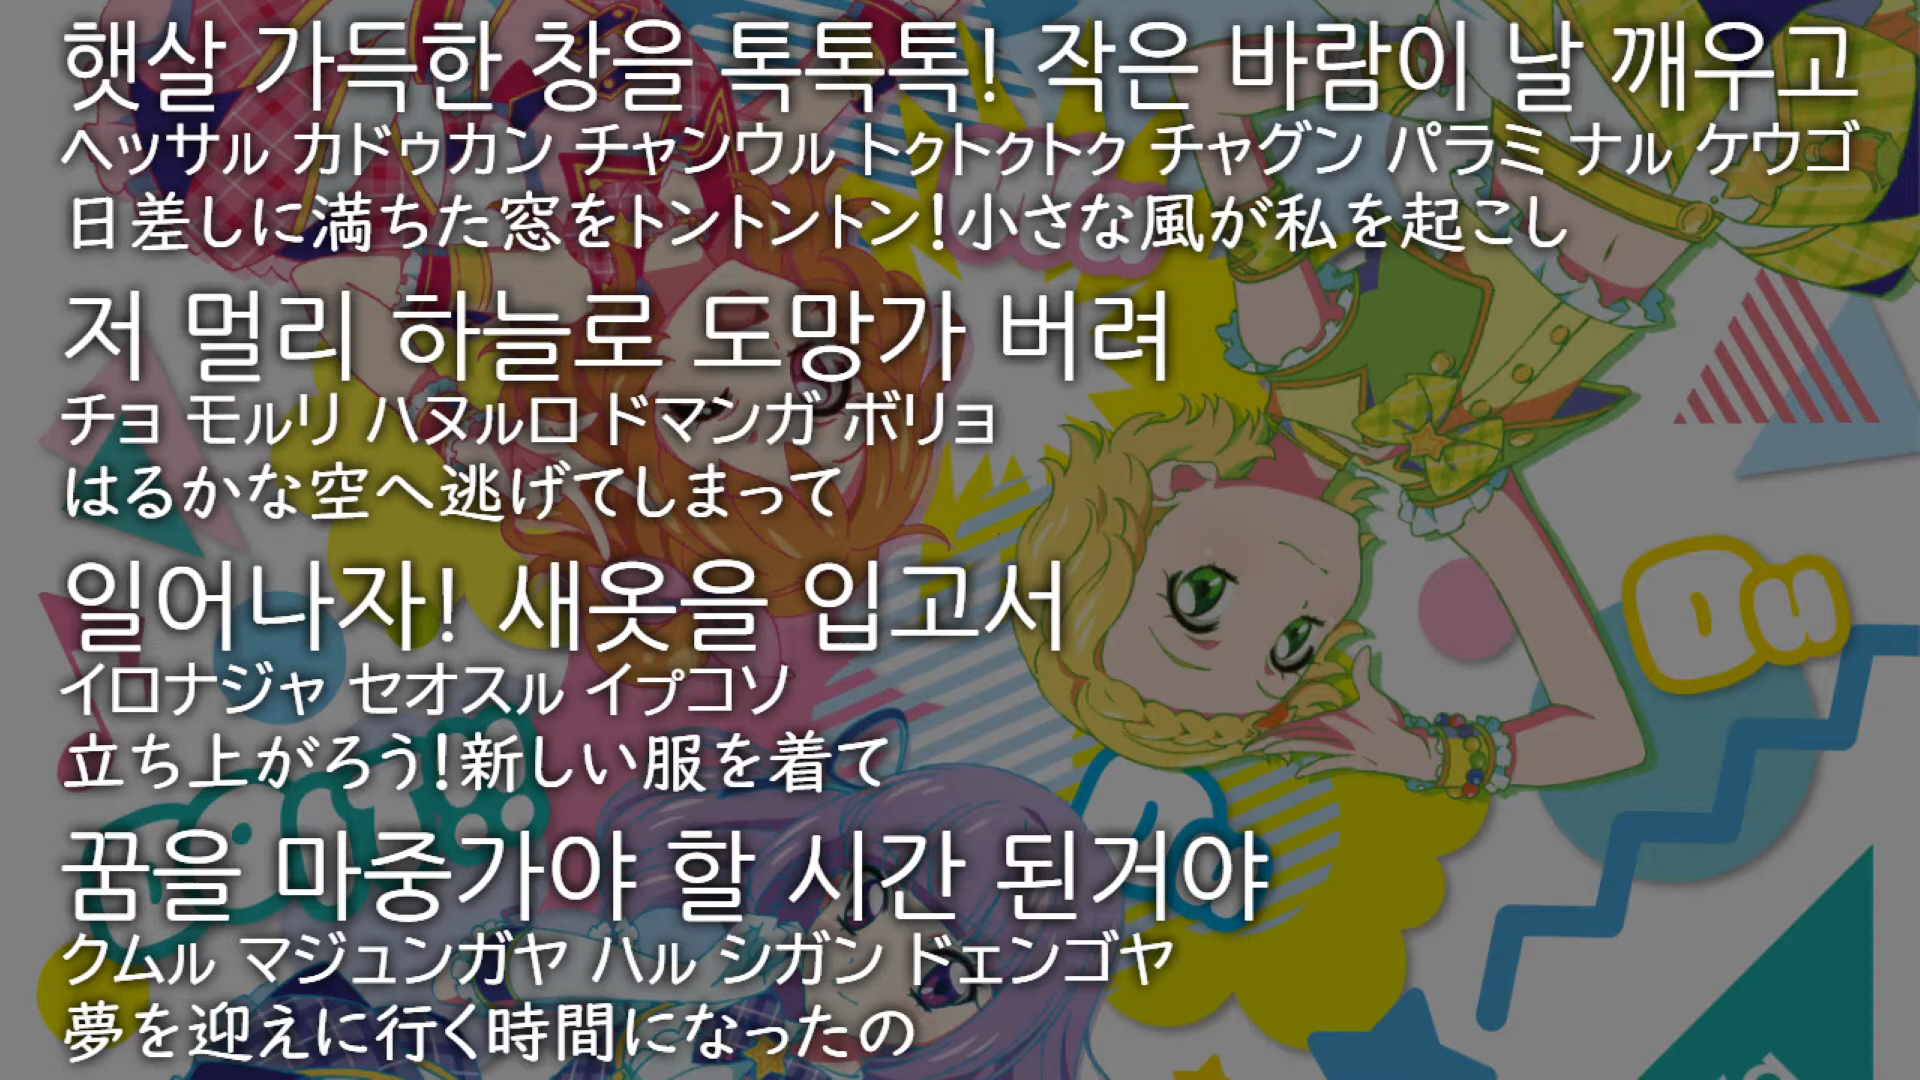 햇살 가득한 창을 톡톡톡! 작은 바람이 날 깨우고
ヘッサル カドゥカン チャンウル トㇰトㇰトㇰ チャグン パラミ ナル ケウゴ
日差しに満ちた窓をトントントン!小さな風が私を起こし
저 멀리 하늘로 도망가 버려
チョ モルリ ハヌルロ ドマンガ ボリョ
はるかな空へ逃げてしまって
일어나자! 새옷을 입고서
イロナジャ セオスル イㇷ゚コソ
立ち上がろう!新しい服を着て
꿈을 마중가야 할 시간 된거야
クムル マジュンガヤ ハル シガン ドェンゴヤ
夢を迎えに行く時間になったの
Du